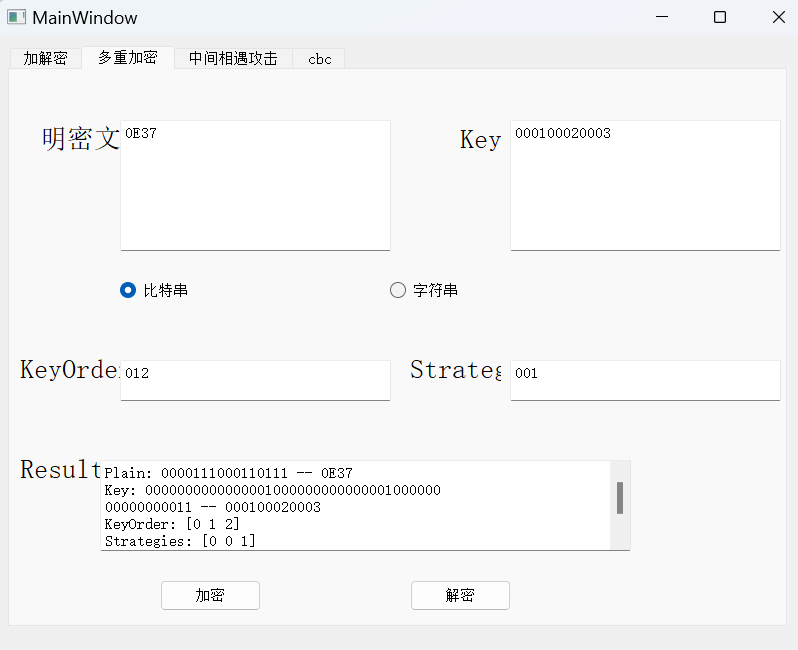 MainWindow
加解密 多重加密 中间相遇攻击 cbc
明密文 0E37 Key 000100020003
比特串 字符串
KeyOrde 012 Strateg 001
Result
Plain: 0000111000110111 -- 0E37
Key: 0000000000000001000000000000001000000
00000000011 -- 000100020003
KeyOrder: [0 1 2]
Strategies: [0 0 1]
加密 解密